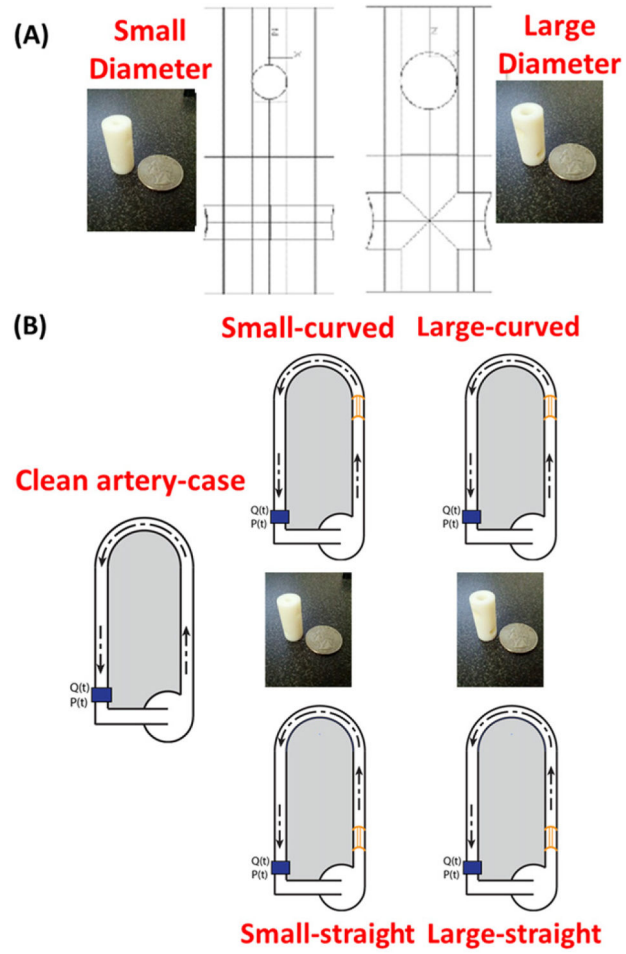 (A)
Small
Diameter
Large
Diameter
(B)
Small-curved
Large-curved
Clean artery-case
Q(t)
P(t)
Q(t)
P(t)
Q(t)
P(t)
Q(t)
P(t)
Q(t)
P(t)
Small-straight
Large-straight